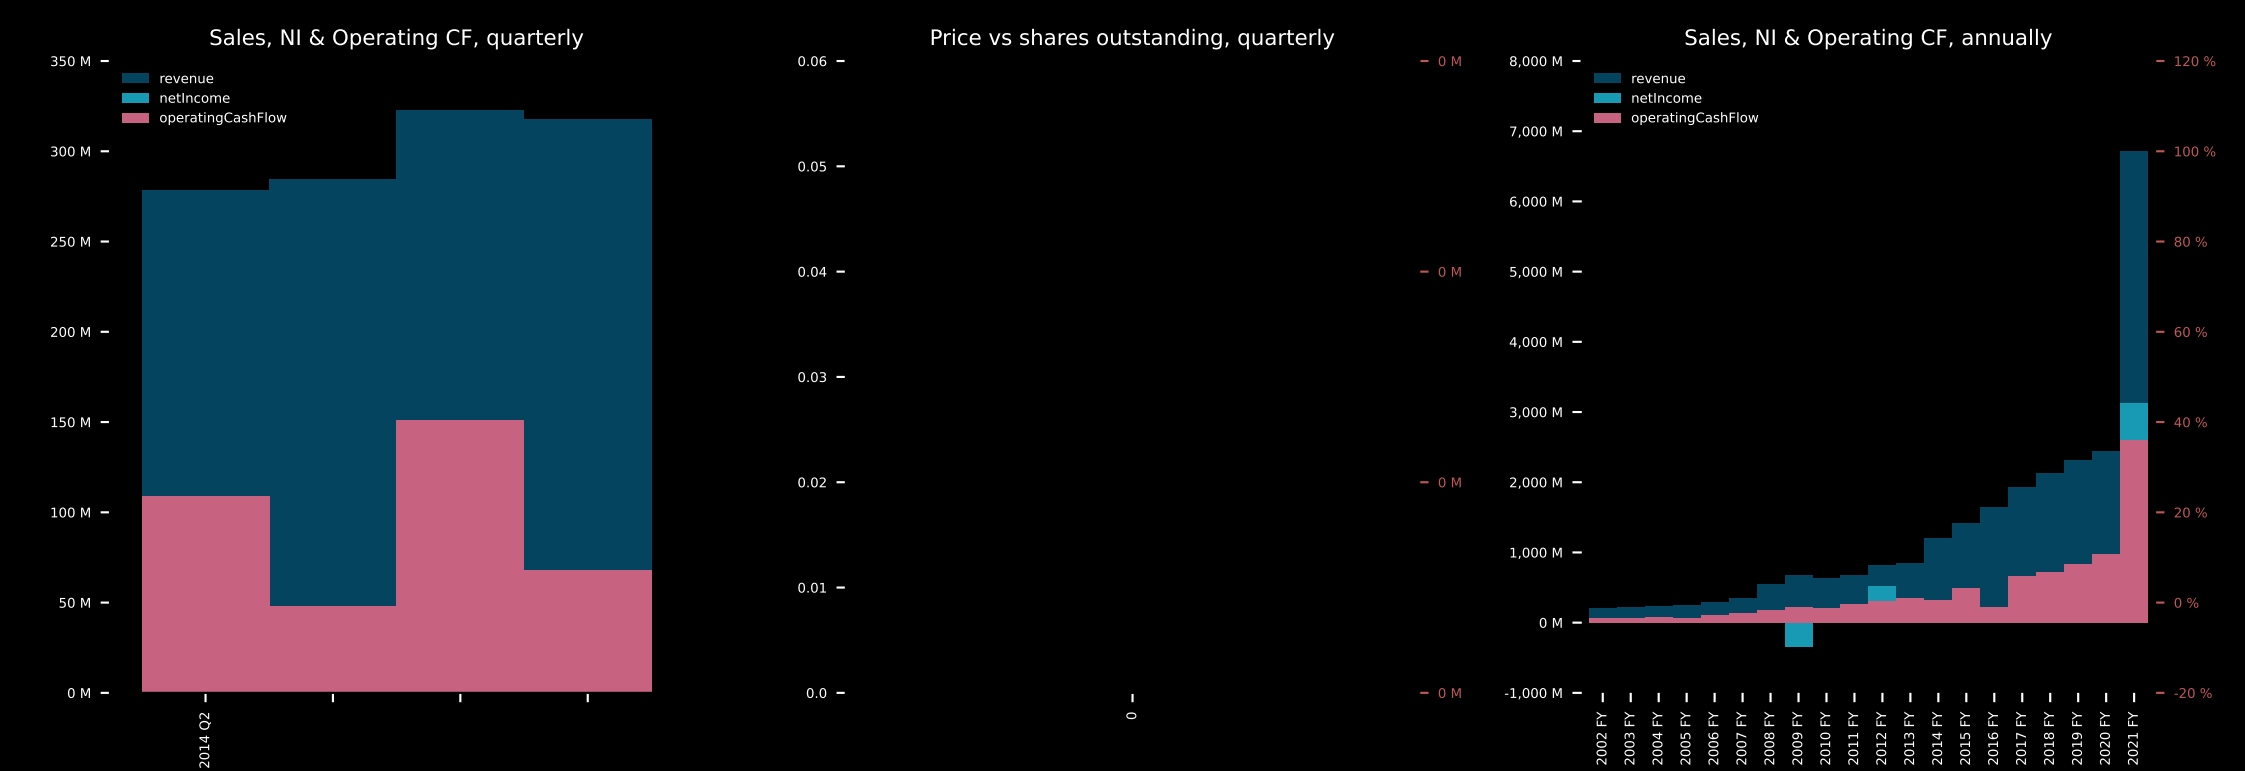 Sales, NI & Operating CF, quarterly
350 M
300 M
250 M
200 M
150 M
100 M
50 M
0 M
revenue
netIncome
operatingCashFlow
2014 Q2
Price vs shares outstanding, quarterly
0.06
0.05
0.04
0.03
0.02
0.01
0.0
0 M
0 M
0 M
0 M
0
Sales, NI & Operating CF, annually
8,000 M
7,000 M
6,000 M
5,000 M
4,000 M
3,000 M
2,000 M
1,000 M
0 M
-1,000 M
revenue
netIncome
operatingCashFlow
120 %
100 %
80 %
60 %
40 %
20 %
0 %
-20 %
2002 FY
2003 FY
2004 FY
2005 FY
2006 FY
2007 FY
2008 FY
2009 FY
2010 FY
2011 FY
2012 FY
2013 FY
2014 FY
2015 FY
2016 FY
2017 FY
2018 FY
2019 FY
2020 FY
2021 FY